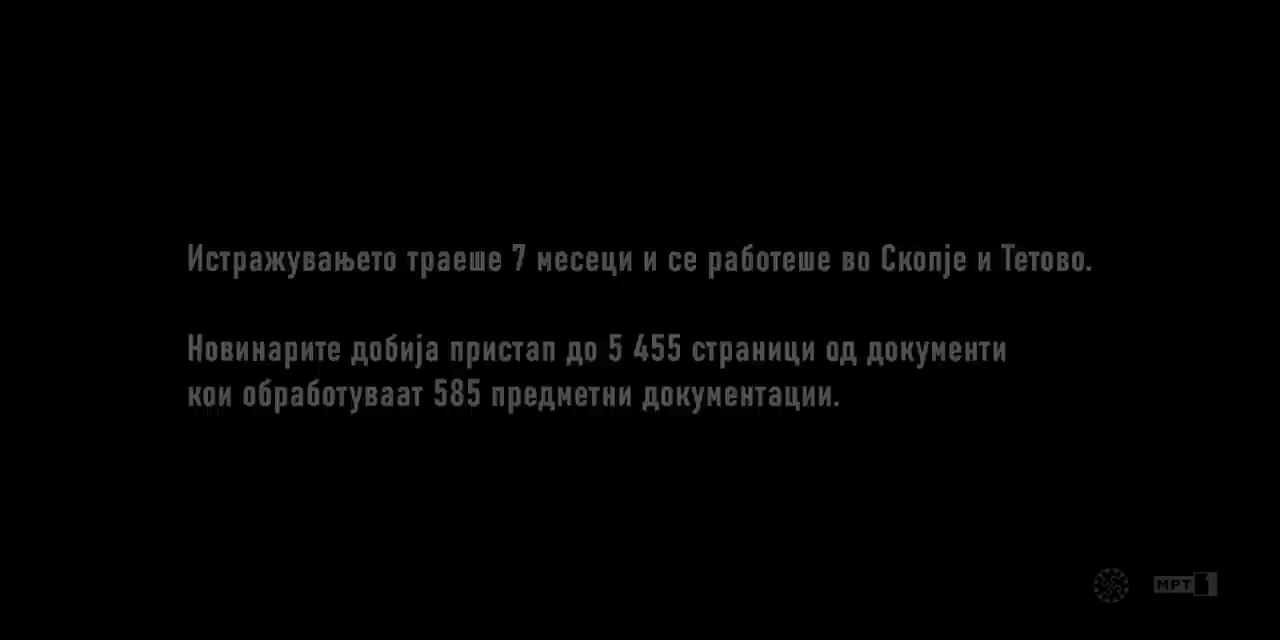 Истражувањето траеше 7 месеци и се работеше во Скопје и Тетово.
Новинарите добија пристап до 5 455 страници од документи
кои обработуваат 585 предметни документации.
МРТ 1